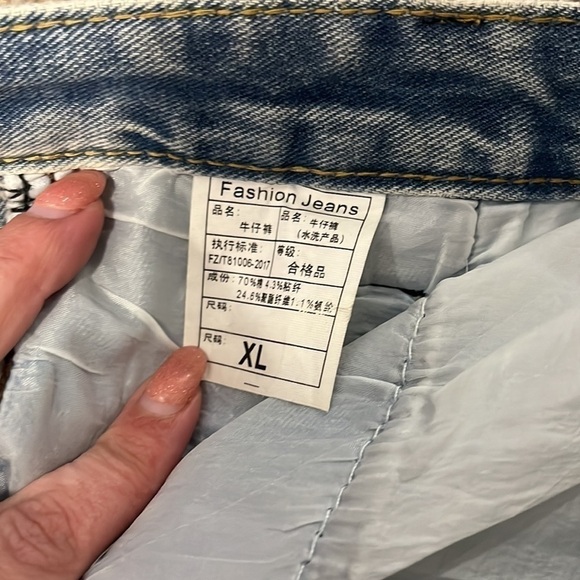 Fashion Jeans
品名: 品名: 牛仔裤
牛仔裤 (水洗产品)
执行标准: 等级:
FZ/T81006-2017 合格品
成份: 70%棉 4.3%粘纤
24.6%聚酯纤维 1.1%氨纶
尺码:
尺码:
XL